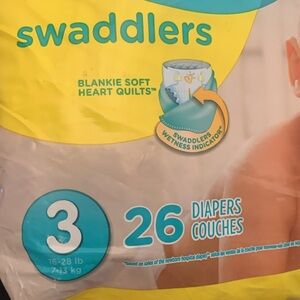 swaddlers
BLANKIE SOFT
HEART QUILTS™
SWADDLERS
WETNESS INDICATOR
3
16-28 lb
7-13 kg
26 DIAPERS
COUCHES